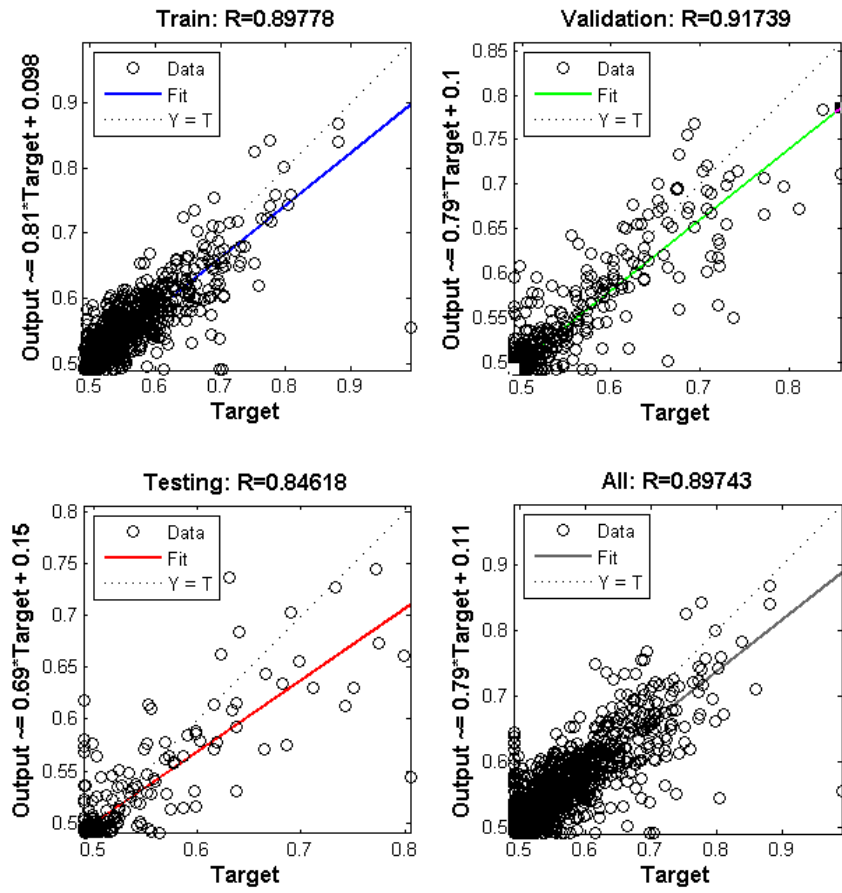 Train: R=0.89778
Output ~= 0.81*Target + 0.098
Data
Fit
Y = T
0.9
0.8
0.7
0.6
0.5
0.5 0.6 0.7 0.8 0.9
Target
Validation: R=0.91739
Output ~= 0.79*Target + 0.1
Data
Fit
Y = T
0.85
0.8
0.75
0.7
0.65
0.6
0.55
0.5
0.5 0.6 0.7 0.8
Target
Testing: R=0.84618
Output ~= 0.69*Target + 0.15
Data
Fit
Y = T
0.8
0.75
0.7
0.65
0.6
0.55
0.5
0.5 0.6 0.7 0.8
Target
All: R=0.89743
Output ~= 0.79*Target + 0.11
Data
Fit
Y = T
0.9
0.8
0.7
0.6
0.5
0.5 0.6 0.7 0.8 0.9
Target